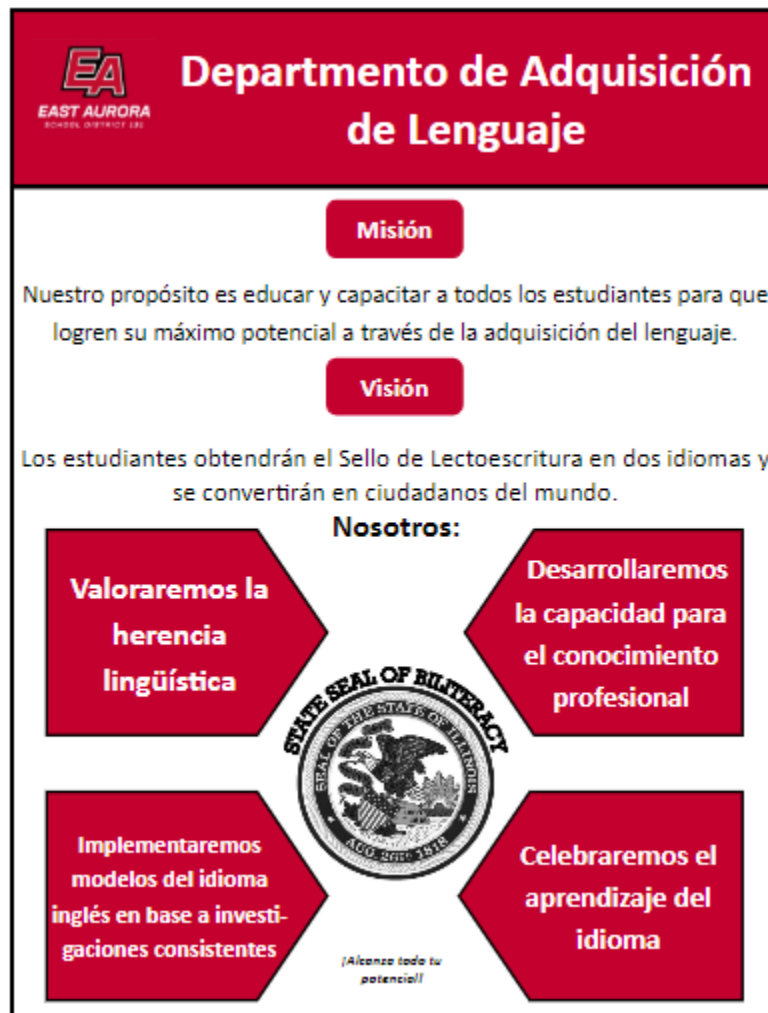 EA
EAST AURORA
SCHOOL DISTRICT 131
Departmento de Adquisición
de Lenguaje
Misión
Nuestro propósito es educar y capacitar a todos los estudiantes para que
logren su máximo potencial a través de la adquisición del lenguaje.
Visión
Los estudiantes obtendrán el Sello de Lectoescritura en dos idiomas y
se convertirán en ciudadanos del mundo.
Nosotros:
Valoraremos la
herencia
lingüística
Desarrollaremos
la capacidad para
el conocimiento
profesional
STATE SEAL OF BILITERACY
SEAL OF THE STATE OF ILLINOIS
AUG. 26TH 1818
Implementaremos
modelos del idioma
inglés en base a investi-
gaciones consistentes
Celebraremos el
aprendizaje del
idioma
¡Alcanza todo tu
potencial!